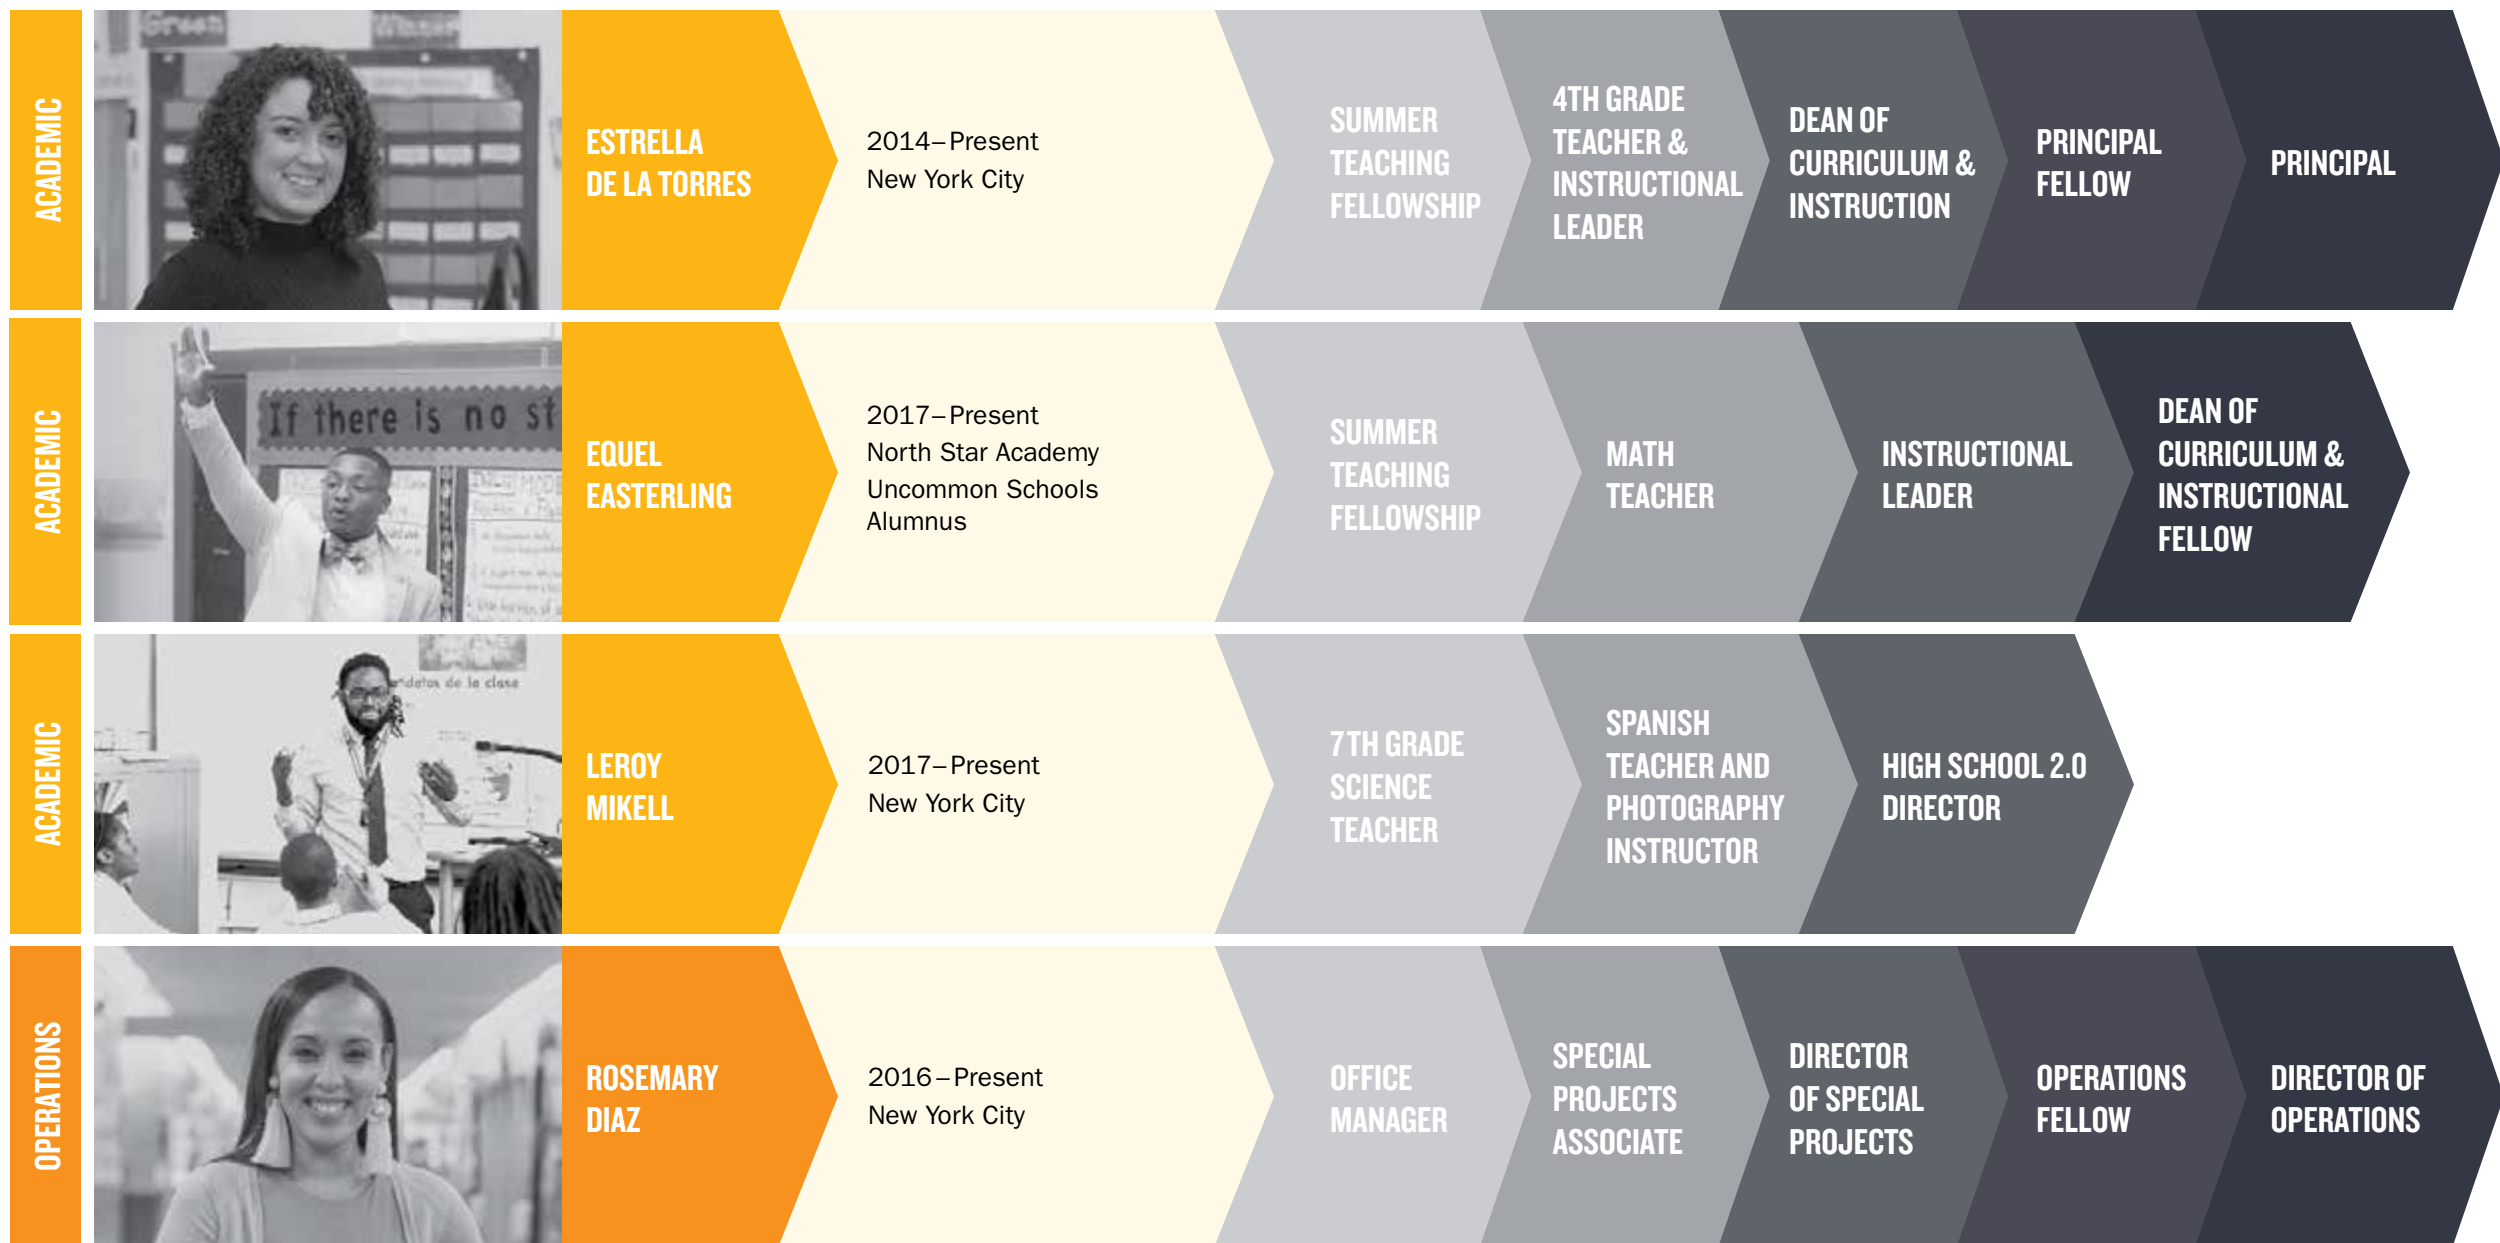 ACADEMIC
Green
ESTRELLA
DE LA TORRES
2014–Present
New York City
SUMMER
TEACHING
FELLOWSHIP
4TH GRADE
TEACHER &
INSTRUCTIONAL
LEADER
DEAN OF
CURRICULUM &
INSTRUCTION
PRINCIPAL
FELLOW
PRINCIPAL
ACADEMIC
If there is no st
EQUEL
EASTERLING
2017–Present
North Star Academy
Uncommon Schools
Alumnus
SUMMER
TEACHING
FELLOWSHIP
MATH
TEACHER
INSTRUCTIONAL
LEADER
DEAN OF
CURRICULUM &
INSTRUCTIONAL
FELLOW
ACADEMIC
de la clase
LEROY
MIKELL
2017–Present
New York City
7TH GRADE
SCIENCE
TEACHER
SPANISH
TEACHER AND
PHOTOGRAPHY
INSTRUCTOR
HIGH SCHOOL 2.0
DIRECTOR
OPERATIONS
ROSEMARY
DIAZ
2016–Present
New York City
OFFICE
MANAGER
SPECIAL
PROJECTS
ASSOCIATE
DIRECTOR
OF SPECIAL
PROJECTS
OPERATIONS
FELLOW
DIRECTOR OF
OPERATIONS